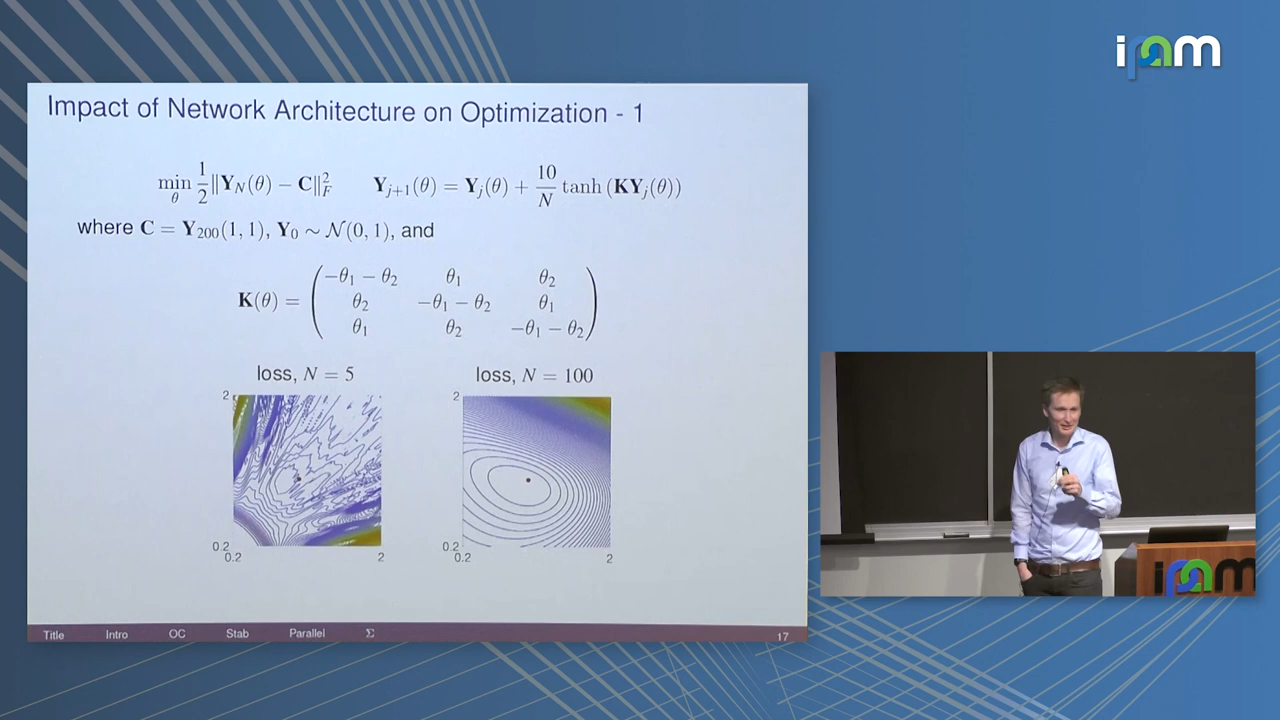 ipam
Impact of Network Architecture on Optimization - 1
min_θ 1/2 ‖Y_N(θ) − C‖²_F    Y_{j+1}(θ) = Y_j(θ) + 10/N tanh (KY_j(θ))
where C = Y_200(1, 1), Y_0 ∼ N(0, 1), and
K(θ) = ( −θ_1 − θ_2   θ_1   θ_2
θ_2   −θ_1 − θ_2   θ_1
θ_1   θ_2   −θ_1 − θ_2 )
loss, N = 5    loss, N = 100
2    2
0.2    0.2
0.2    2    0.2    2
Title    Intro    OC    Stab    Parallel    Σ    17
ipam